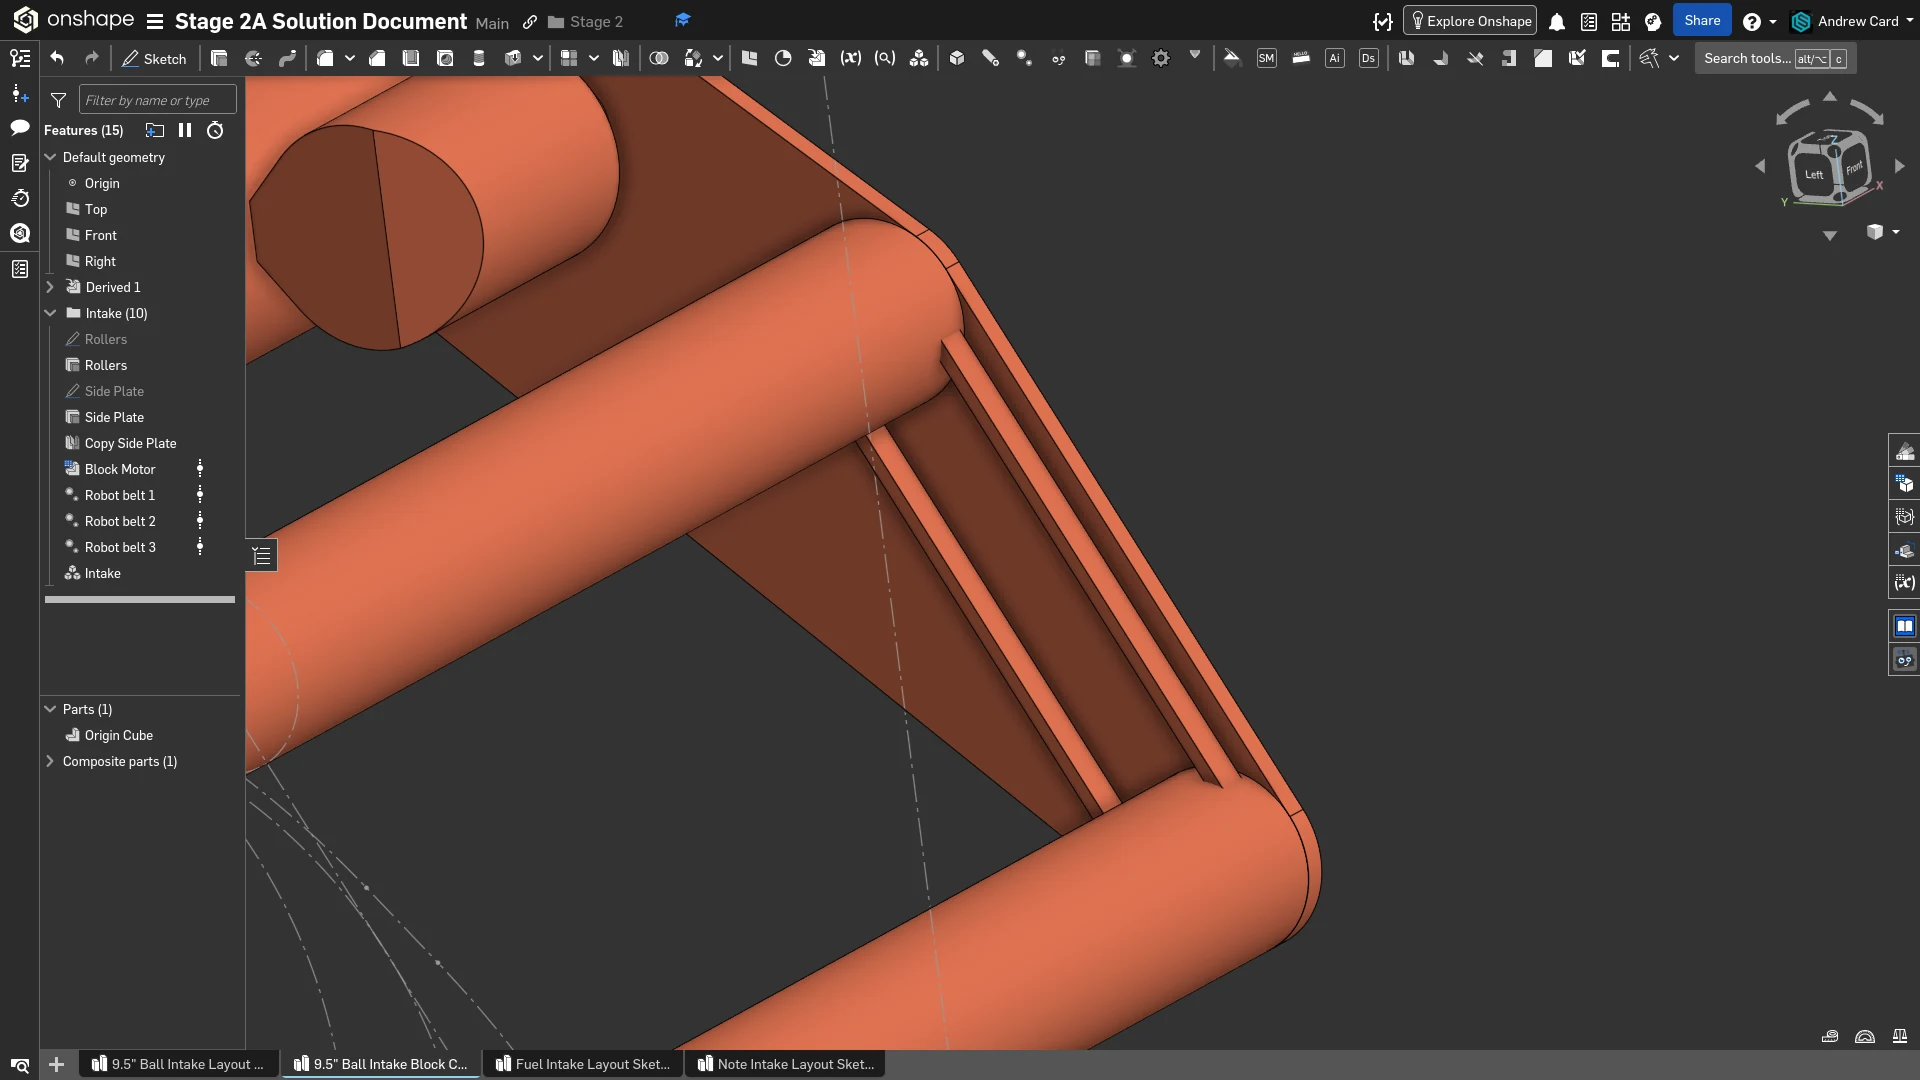 onshape
Stage 2A Solution Document
Main
Stage 2
Explore Onshape
Share
Andrew Card
Sketch
SM
HELLO
Ai
Ds
Search tools... alt/⌥ c
Filter by name or type
Features (15)
Default geometry
Origin
Top
Front
Right
Derived 1
Intake (10)
Rollers
Rollers
Side Plate
Side Plate
Copy Side Plate
Block Motor
Robot belt 1
Robot belt 2
Robot belt 3
Intake
Parts (1)
Origin Cube
Composite parts (1)
Z
Left
Front
X
Y
9.5" Ball Intake Layout ...
9.5" Ball Intake Block C...
Fuel Intake Layout Sket...
Note Intake Layout Sket...